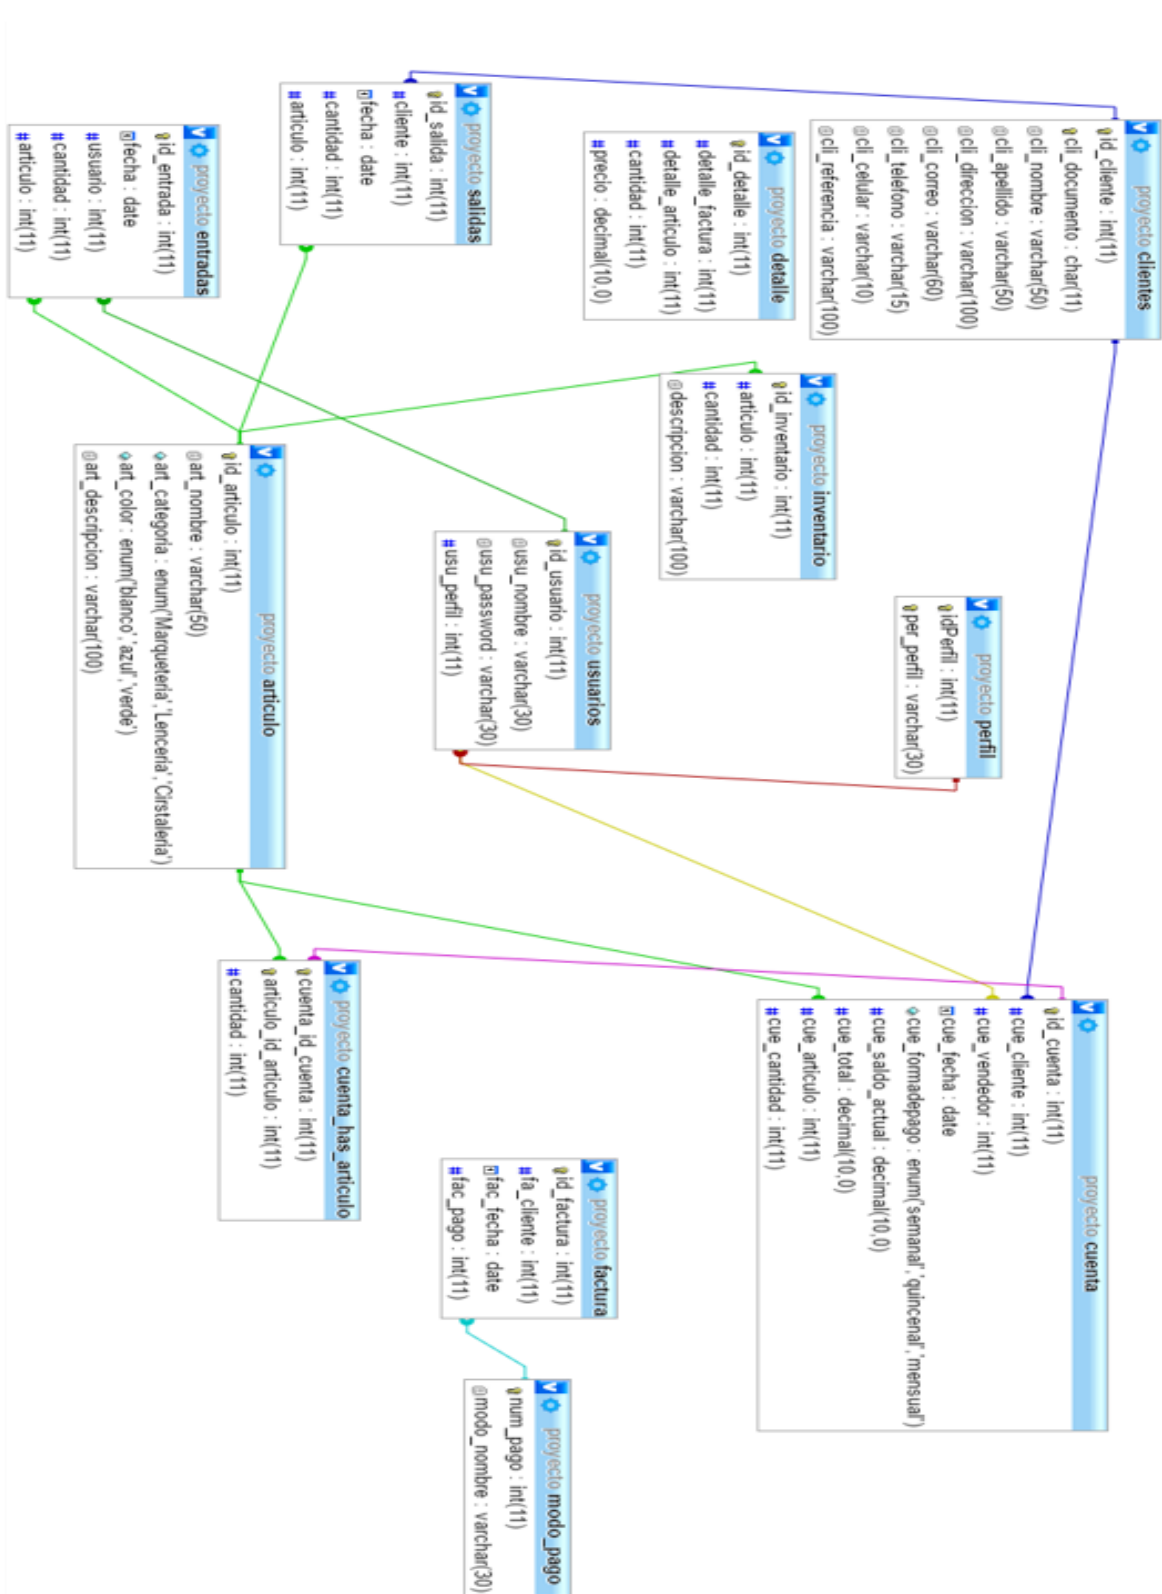 proyecto clientes
id_cliente : int(11)
cli_documento : char(11)
cli_nombre : varchar(50)
cli_apellido : varchar(50)
cli_direccion : varchar(100)
cli_correo : varchar(60)
cli_telefono : varchar(15)
cli_celular : varchar(10)
cli_referencia : varchar(100)
proyecto detalle
id_detalle : int(11)
detalle_factura : int(11)
detalle_articulo : int(11)
cantidad : int(11)
precio : decimal(10,0)
proyecto salidas
id_salida : int(11)
cliente : int(11)
fecha : date
cantidad : int(11)
articulo : int(11)
proyecto entradas
id_entrada : int(11)
fecha : date
usuario : int(11)
cantidad : int(11)
articulo : int(11)
proyecto inventario
id_inventario : int(11)
articulo : int(11)
cantidad : int(11)
descripcion : varchar(100)
proyecto perfil
idPerfil : int(11)
per_perfil : varchar(30)
proyecto usuarios
id_usuario : int(11)
usu_nombre : varchar(30)
usu_password : varchar(30)
usu_perfil : int(11)
proyecto articulo
id_articulo : int(11)
art_nombre : varchar(50)
art_categoria : enum('Marqueteria','Lenceria','Cirstaleria')
art_color : enum('blanco','azul','verde')
art_descripcion : varchar(100)
proyecto cuenta
id_cuenta : int(11)
cue_cliente : int(11)
cue_vendedor : int(11)
cue_fecha : date
cue_formadepago : enum('semanal','quincenal','mensual')
cue_saldo_actual : decimal(10,0)
cue_total : decimal(10,0)
cue_articulo : int(11)
cue_cantidad : int(11)
proyecto cuenta_has_articulo
cuenta_id_cuenta : int(11)
articulo_id_articulo : int(11)
cantidad : int(11)
proyecto factura
id_factura : int(11)
fa_cliente : int(11)
fac_fecha : date
fac_pago : int(11)
proyecto modo_pago
num_pago : int(11)
modo_nombre : varchar(30)